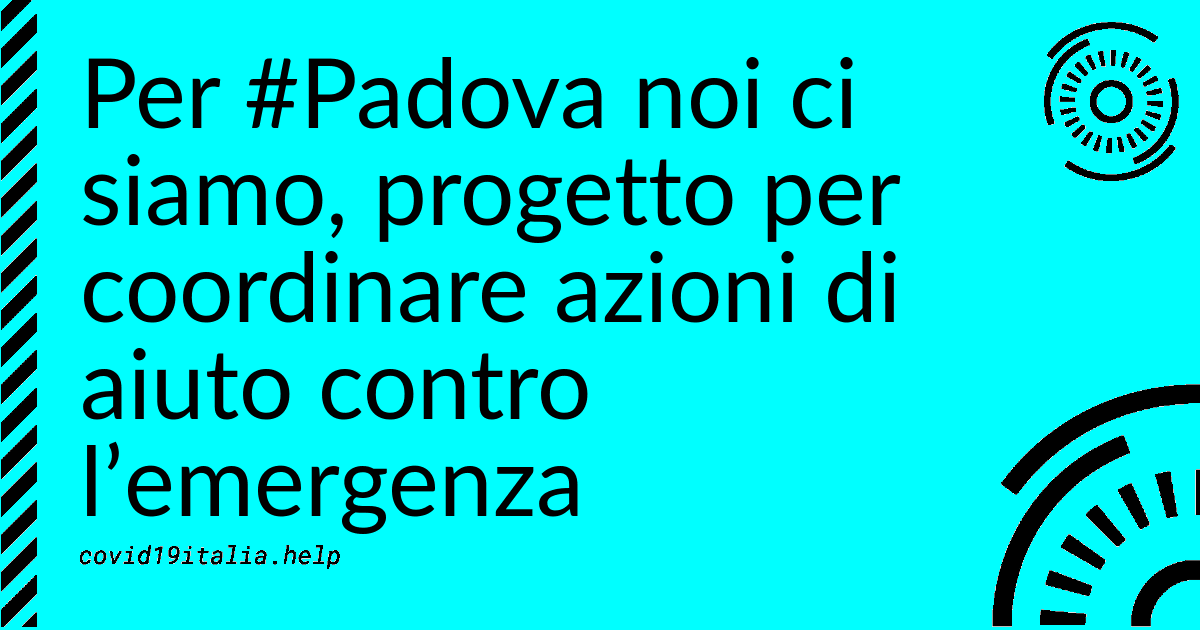 Per #Padova noi ci
siamo, progetto per
coordinare azioni di
aiuto contro
l’emergenza
covid19italia.help